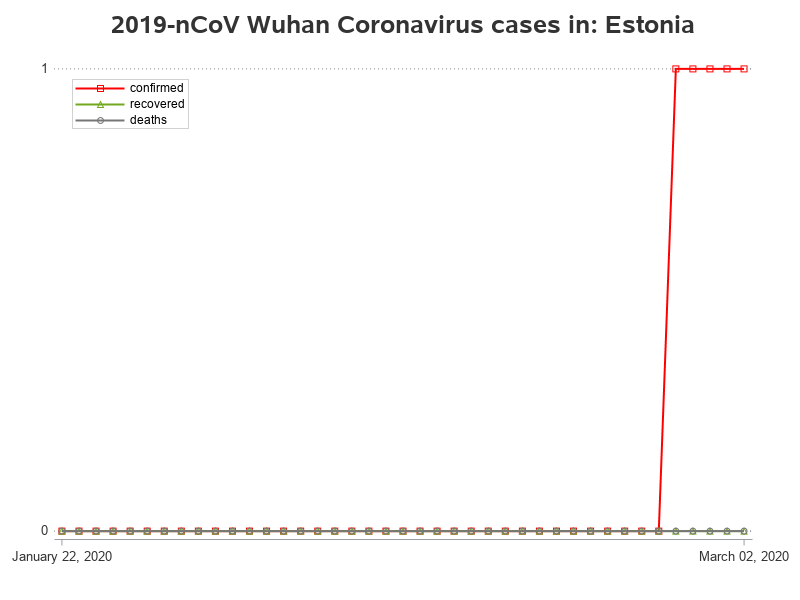 2019-nCoV Wuhan Coronavirus cases in: Estonia
1
confirmed
recovered
deaths
0
January 22, 2020
March 02, 2020